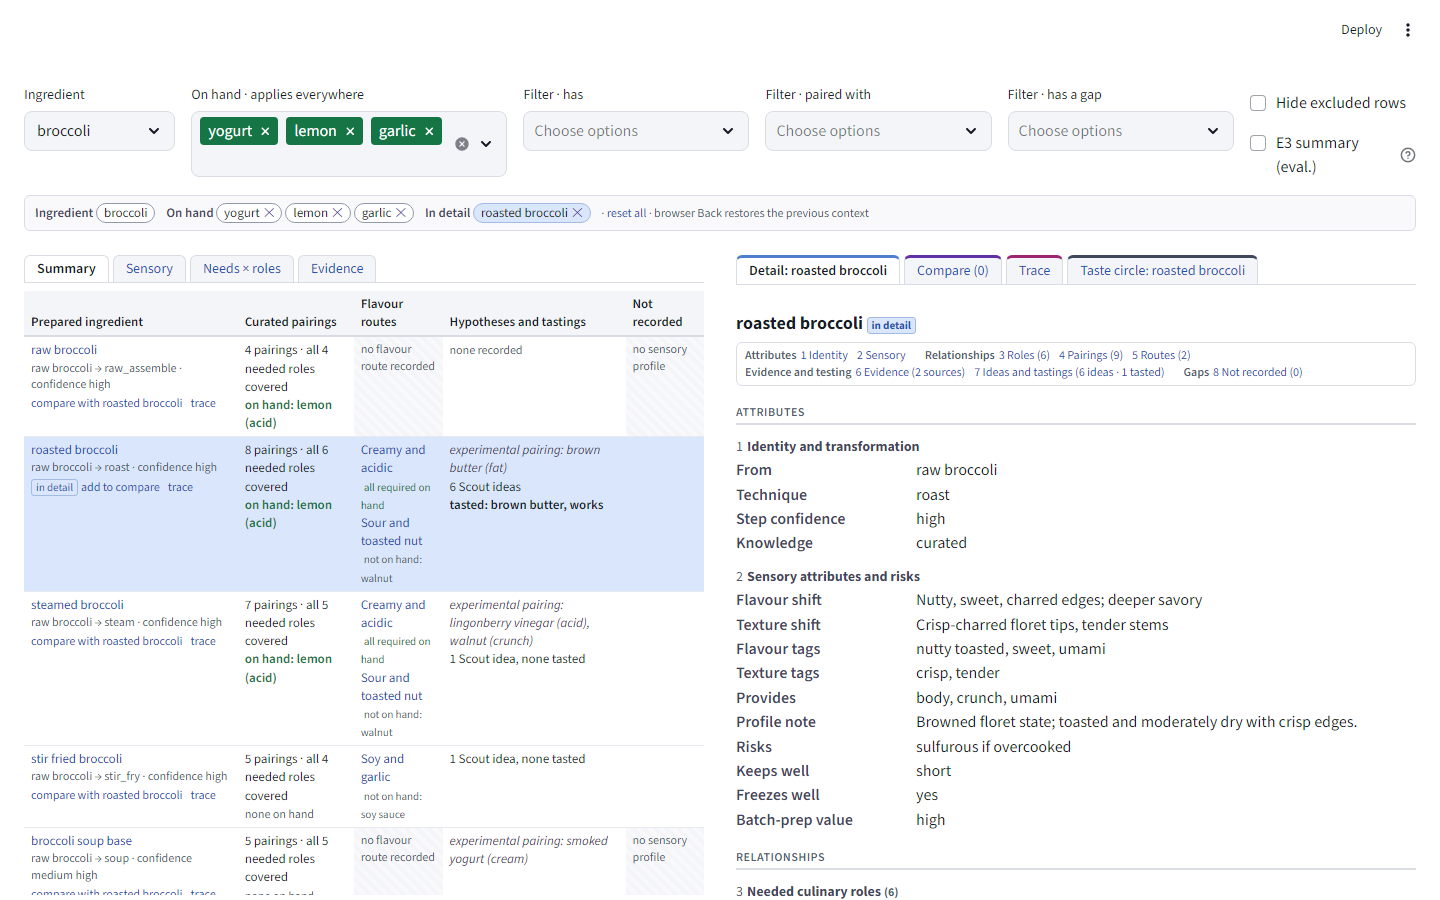 Deploy
Ingredient
broccoli
On hand · applies everywhere
yogurt × lemon × garlic ×
Filter · has
Choose options
Filter · paired with
Choose options
Filter · has a gap
Choose options
Hide excluded rows
E3 summary
(eval.)
Ingredient broccoli On hand yogurt × lemon × garlic × In detail roasted broccoli × · reset all · browser Back restores the previous context
Summary Sensory Needs × roles Evidence
Prepared ingredient
Curated pairings
Flavour
routes
Hypotheses and tastings
Not
recorded
raw broccoli
raw broccoli → raw_assemble ·
confidence high
compare with roasted broccoli trace
4 pairings · all 4
needed roles
covered
on hand: lemon
(acid)
no flavour
route recorded
none recorded
no sensory
profile
roasted broccoli
raw broccoli → roast · confidence high
in detail add to compare trace
8 pairings · all 6
needed roles
covered
on hand: lemon
(acid)
Creamy and
acidic
all required on
hand
Sour and
toasted nut
not on hand:
walnut
experimental pairing: brown
butter (fat)
6 Scout ideas
tasted: brown butter, works
steamed broccoli
raw broccoli → steam · confidence high
compare with roasted broccoli trace
7 pairings · all 5
needed roles
covered
on hand: lemon
(acid)
Creamy and
acidic
all required on
hand
Sour and
toasted nut
not on hand:
walnut
experimental pairing:
lingonberry vinegar (acid),
walnut (crunch)
1 Scout idea, none tasted
stir fried broccoli
raw broccoli → stir_fry · confidence high
compare with roasted broccoli trace
5 pairings · all 4
needed roles
covered
none on hand
Soy and
garlic
not on hand:
soy sauce
1 Scout idea, none tasted
broccoli soup base
raw broccoli → soup · confidence
medium high
compare with roasted broccoli trace
5 pairings · all 5
needed roles
covered
none on hand
no flavour
route recorded
experimental pairing: smoked
yogurt (cream)
no sensory
profile
Detail: roasted broccoli Compare (0) Trace Taste circle: roasted broccoli
roasted broccoli in detail
Attributes 1 Identity 2 Sensory Relationships 3 Roles (6) 4 Pairings (9) 5 Routes (2)
Evidence and testing 6 Evidence (2 sources) 7 Ideas and tastings (6 ideas · 1 tasted) Gaps 8 Not recorded (0)
ATTRIBUTES
1 Identity and transformation
From raw broccoli
Technique roast
Step confidence high
Knowledge curated
2 Sensory attributes and risks
Flavour shift Nutty, sweet, charred edges; deeper savory
Texture shift Crisp-charred floret tips, tender stems
Flavour tags nutty toasted, sweet, umami
Texture tags crisp, tender
Provides body, crunch, umami
Profile note Browned floret state; toasted and moderately dry with crisp edges.
Risks sulfurous if overcooked
Keeps well short
Freezes well yes
Batch-prep value high
RELATIONSHIPS
3 Needed culinary roles (6)